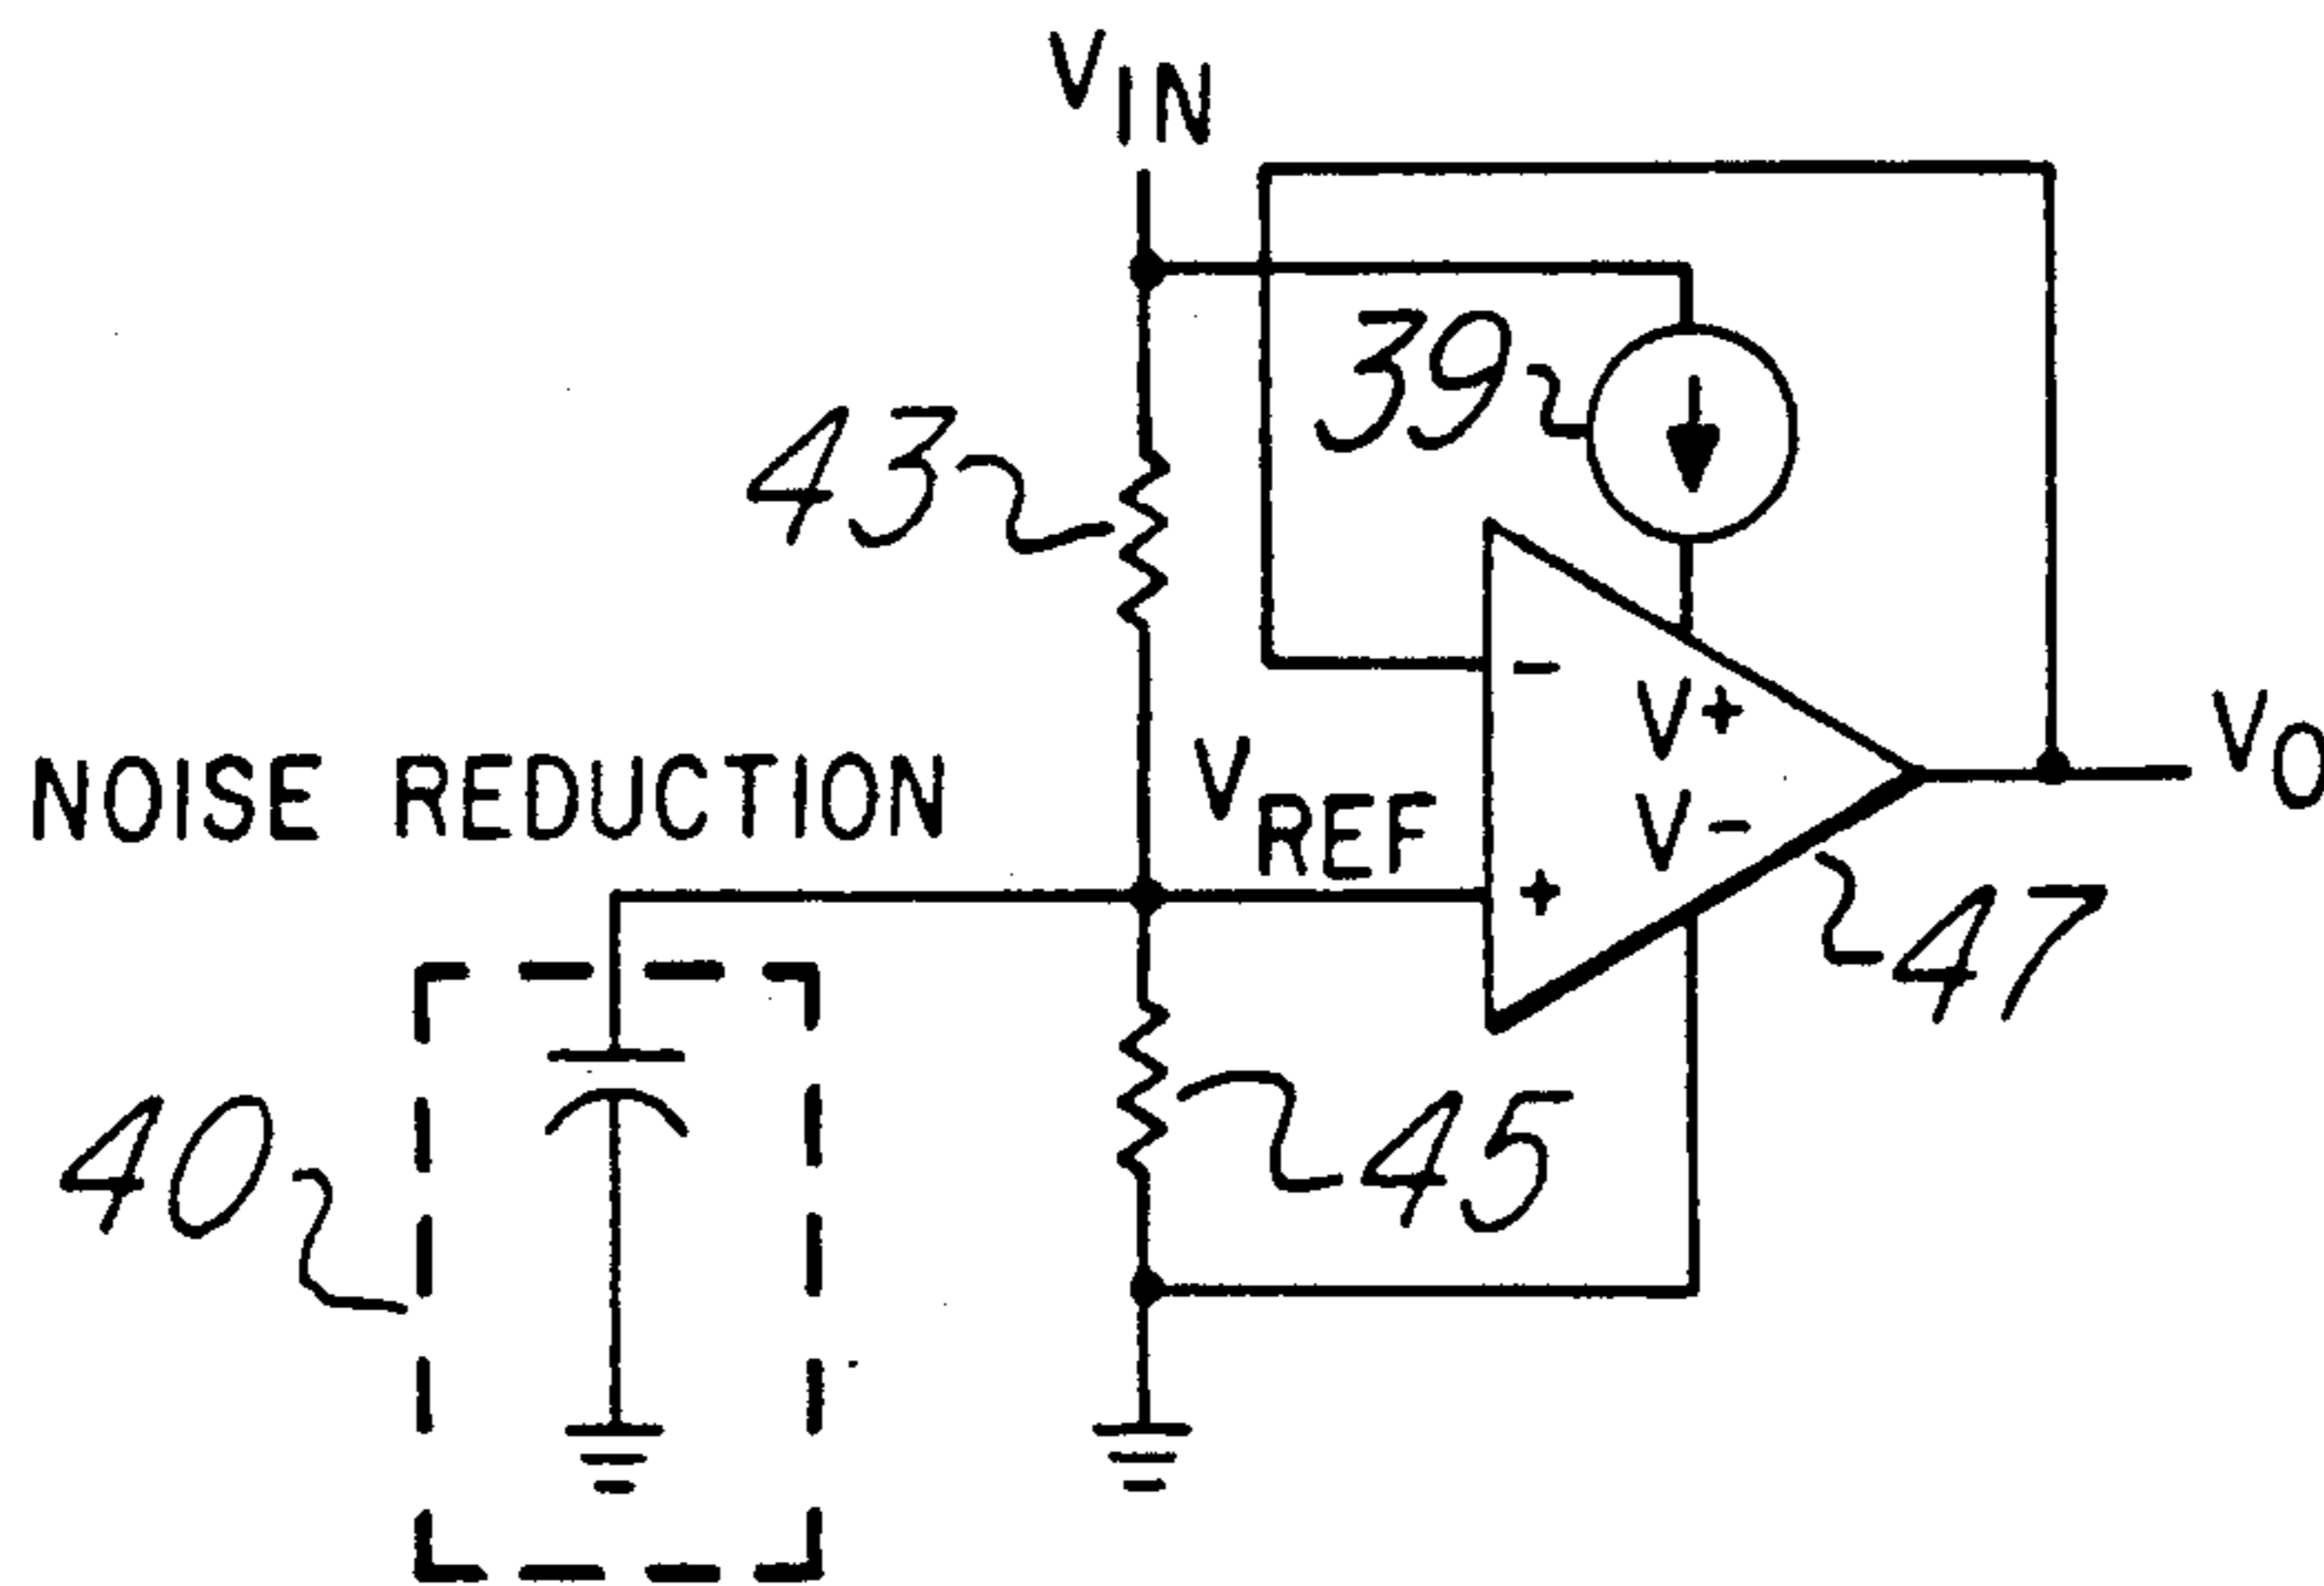 VIN
39
43
V+
NOISE REDUCTION
VREF
-
VO
V-
+
47
40
45